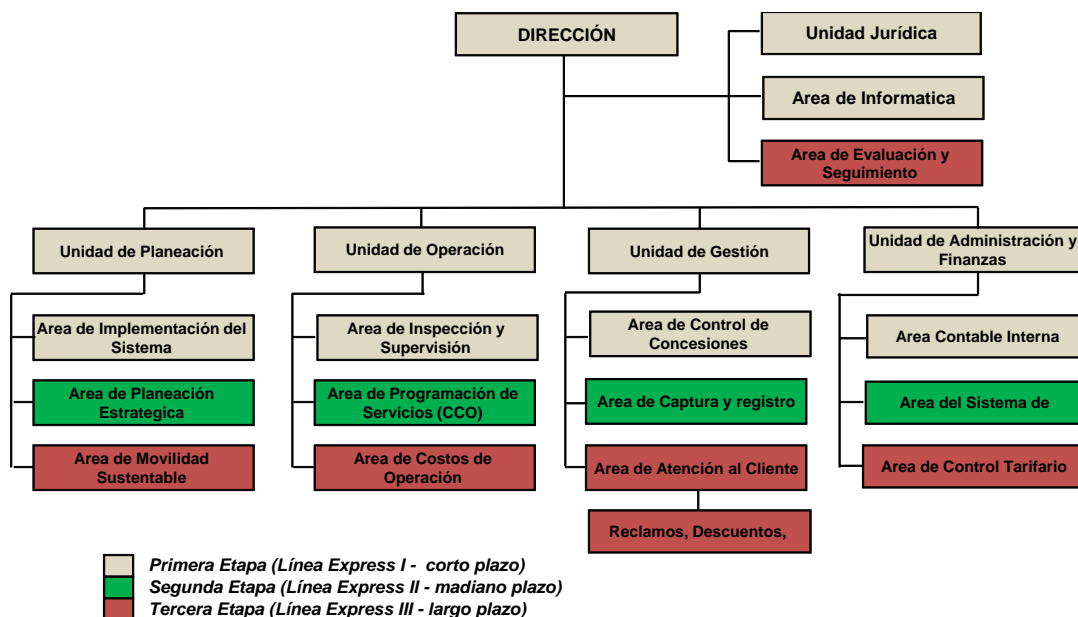 DIRECCIÓN
Unidad Jurídica
Area de Informatica
Area de Evaluación y
Seguimiento
Unidad de Planeación
Unidad de Operación
Unidad de Gestión
Unidad de Administración y
Finanzas
Area de Implementación del
Sistema
Area de Inspección y
Supervisión
Area de Control de
Concesiones
Area Contable Interna
Area de Planeación
Estrategica
Area de Programación de
Servicios (CCO)
Area de Captura y registro
Area del Sistema de
Area de Movilidad
Sustentable
Area de Costos de
Operación
Area de Atención al Cliente
Area de Control Tarifario
Reclamos, Descuentos,
Primera Etapa (Línea Express I - corto plazo)
Segunda Etapa (Línea Express II - madiano plazo)
Tercera Etapa (Línea Express III - largo plazo)